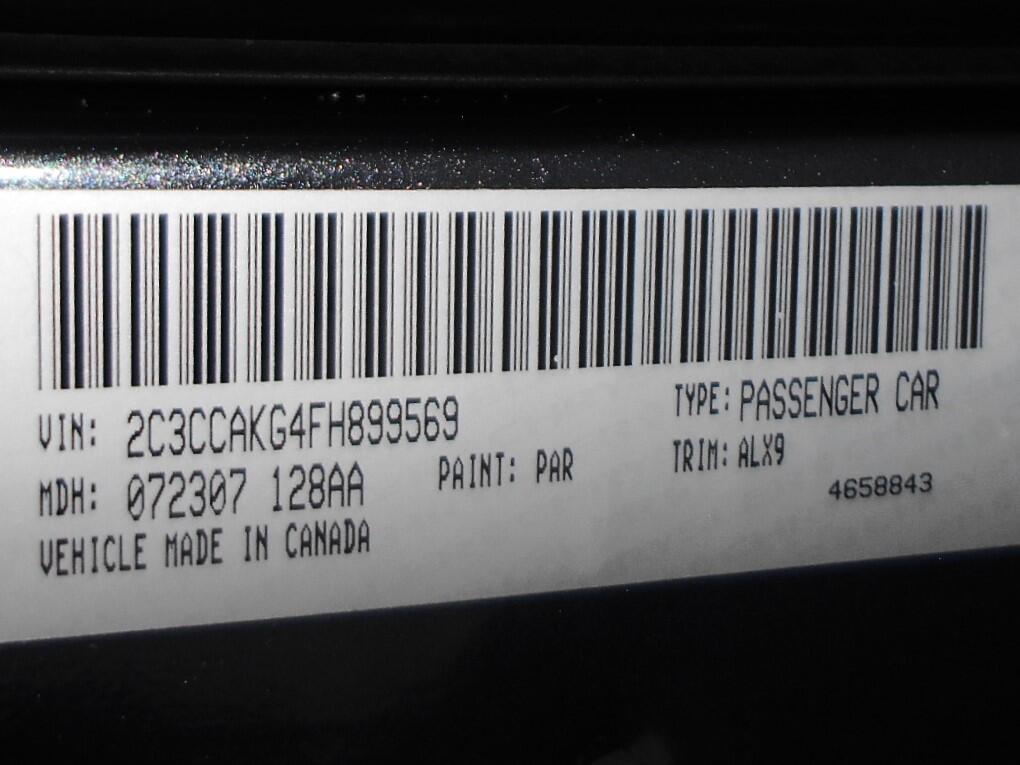 VIN: 2C3CCAKG4FH899569 TYPE: PASSENGER CAR
MDH: 072307 128AA PAINT: PAR TRIM: ALX9
VEHICLE MADE IN CANADA 4658843